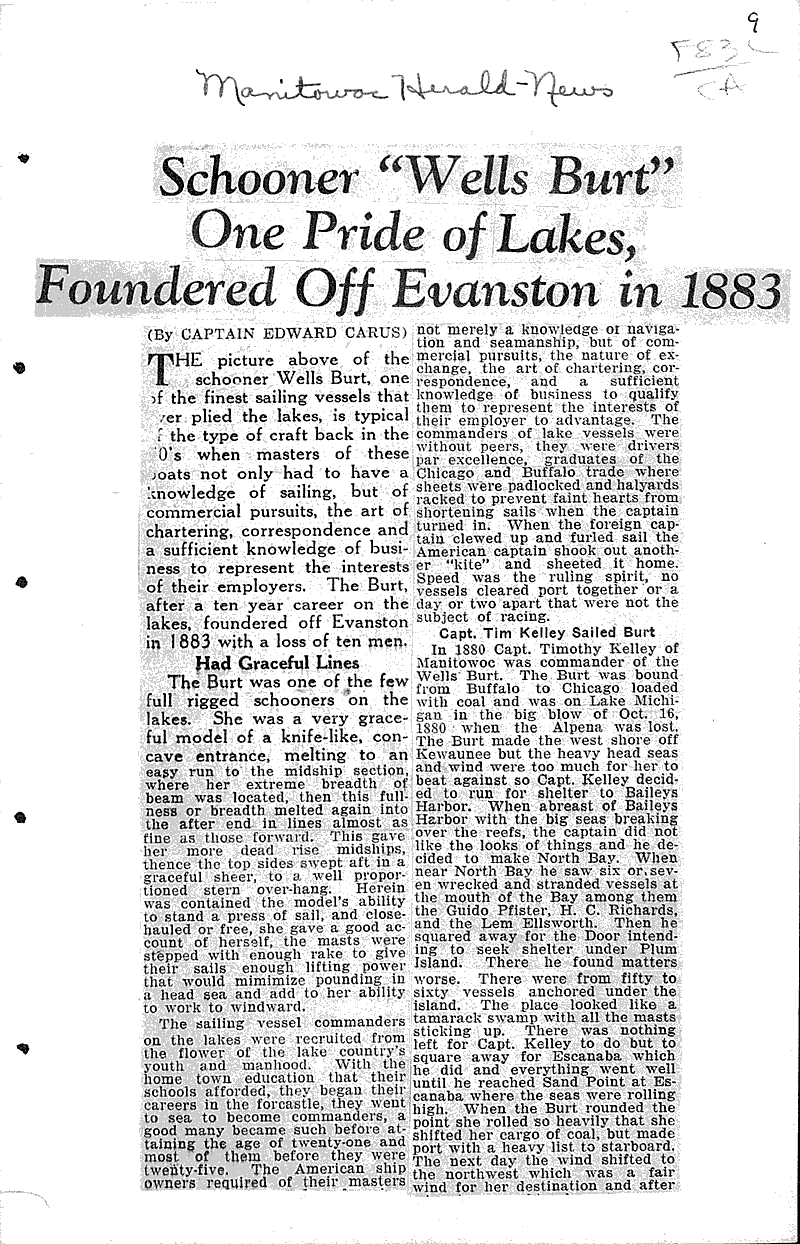 9
F83L
CA
Manitowoc Herald-News
Schooner "Wells Burt"
One Pride of Lakes,
Foundered Off Evanston in 1883
(By CAPTAIN EDWARD CARUS)
THE picture above of the
schooner Wells Burt, one
of the finest sailing vessels that
ver plied the lakes, is typical
f the type of craft back in the
0's when masters of these
oats not only had to have a
knowledge of sailing, but of
commercial pursuits, the art of
chartering, correspondence and
a sufficient knowledge of busi-
ness to represent the interests
of their employers. The Burt,
after a ten year career on the
lakes, foundered off Evanston
in 1883 with a loss of ten men.
Had Graceful Lines
The Burt was one of the few
full rigged schooners on the
lakes. She was a very grace-
ful model of a knife-like, con-
cave entrance, melting to an
easy run to the midship section,
where her extreme breadth of
beam was located, then this full-
ness or breadth melted again into
the after end in lines almost as
fine as those forward. This gave
her more dead rise midships,
thence the top sides swept aft in a
graceful sheer, to a well propor-
tioned stern over-hang. Herein
was contained the model's ability
to stand a press of sail, and close-
hauled or free, she gave a good ac-
count of herself, the masts were
stepped with enough rake to give
their sails enough lifting power
that would mimimize pounding in
a head sea and add to her ability
to work to windward.
The sailing vessel commanders
on the lakes were recruited from
the flower of the lake country's
youth and manhood. With the
home town education that their
schools afforded, they began their
careers in the forcastle, they went
to sea to become commanders, a
good many became such before at-
taining the age of twenty-one and
most of them before they were
twenty-five. The American ship
owners required of their masters
not merely a knowledge of naviga-
tion and seamanship, but of com-
mercial pursuits, the nature of ex-
change, the art of chartering, cor-
respondence, and a sufficient
knowledge of business to qualify
them to represent the interests of
their employer to advantage. The
commanders of lake vessels were
without peers, they were drivers
par excellence, graduates of the
Chicago and Buffalo trade where
sheets were padlocked and halyards
racked to prevent faint hearts from
shortening sails when the captain
turned in. When the foreign cap-
tain clewed up and furled sail the
American captain shook out anoth-
er "kite" and sheeted it home.
Speed was the ruling spirit, no
vessels cleared port together or a
day or two apart that were not the
subject of racing.
Capt. Tim Kelley Sailed Burt
In 1880 Capt. Timothy Kelley of
Manitowoc was commander of the
Wells Burt. The Burt was bound
from Buffalo to Chicago loaded
with coal and was on Lake Michi-
gan in the big blow of Oct. 16,
1880 when the Alpena was lost.
The Burt made the west shore off
Kewaunee but the heavy head seas
and wind were too much for her to
beat against so Capt. Kelley decid-
ed to run for shelter to Baileys
Harbor. When abreast of Baileys
Harbor with the big seas breaking
over the reefs, the captain did not
like the looks of things and he de-
cided to make North Bay. When
near North Bay he saw six or sev-
en wrecked and stranded vessels at
the mouth of the Bay among them
the Guido Pfister, H. C. Richards,
and the Lem Ellsworth. Then he
squared away for the Door intend-
ing to seek shelter under Plum
Island. There he found matters
worse. There were from fifty to
sixty vessels anchored under the
island. The place looked like a
tamarack swamp with all the masts
sticking up. There was nothing
left for Capt. Kelley to do but to
square away for Escanaba which
he did and everything went well
until he reached Sand Point at Es-
canaba where the seas were rolling
high. When the Burt rounded the
point she rolled so heavily that she
shifted her cargo of coal, but made
port with a heavy list to starboard.
The next day the wind shifted to
the northwest which was a fair
wind for her destination and after